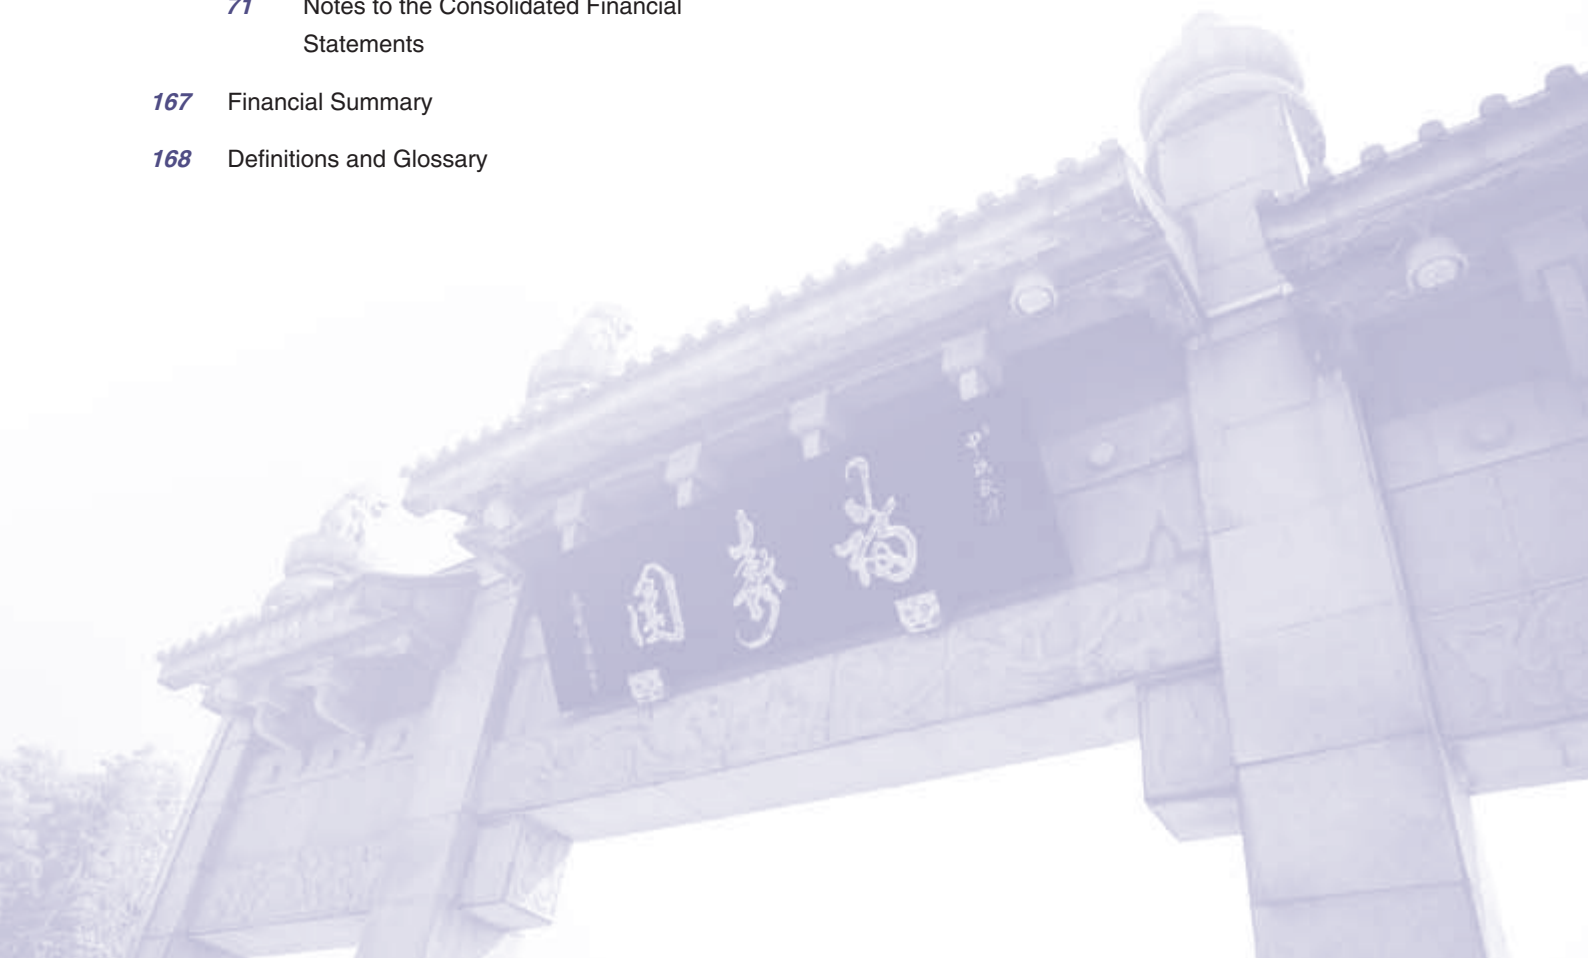 71 Notes to the Consolidated Financial
Statements
167 Financial Summary
168 Definitions and Glossary
福壽園